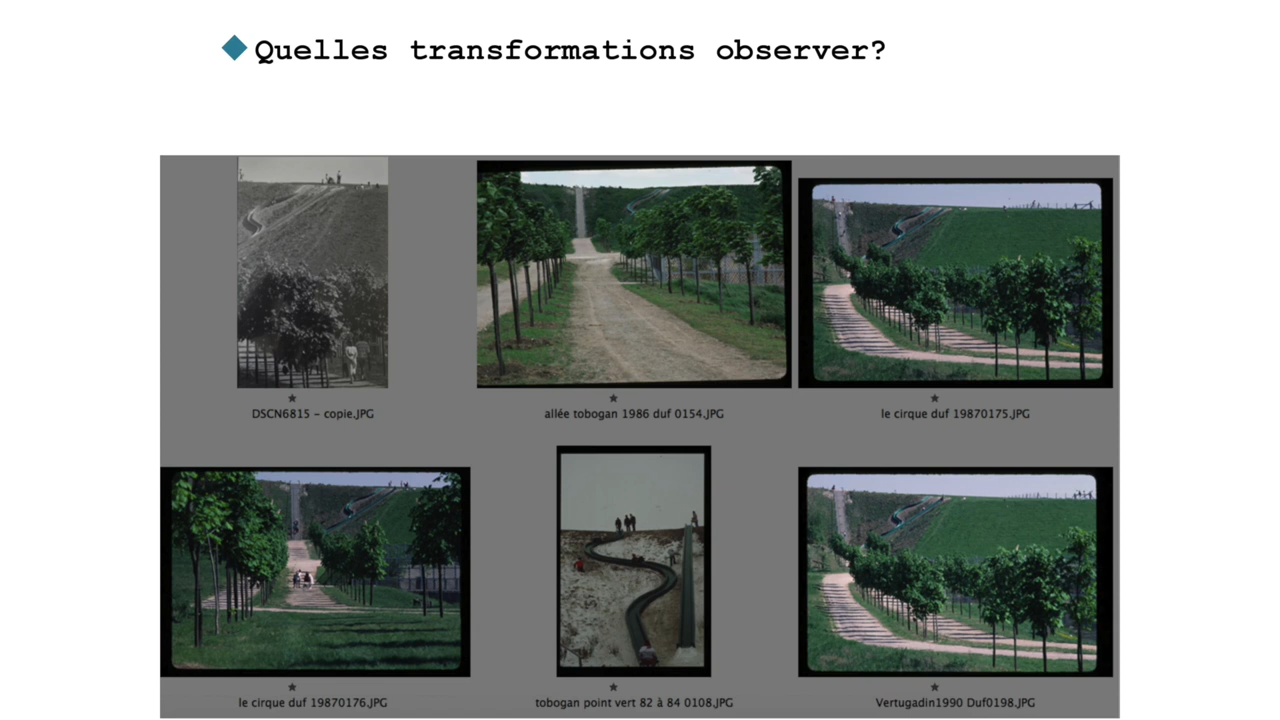 Quelles transformations observer?
DSCN6815 – copie.JPG
allée tobogan 1986 duf 0154.JPG
le cirque duf 19870175.JPG
le cirque duf 19870176.JPG
tobogan point vert 82 à 84 0108.JPG
Vertugadin1990 Duf0198.JPG